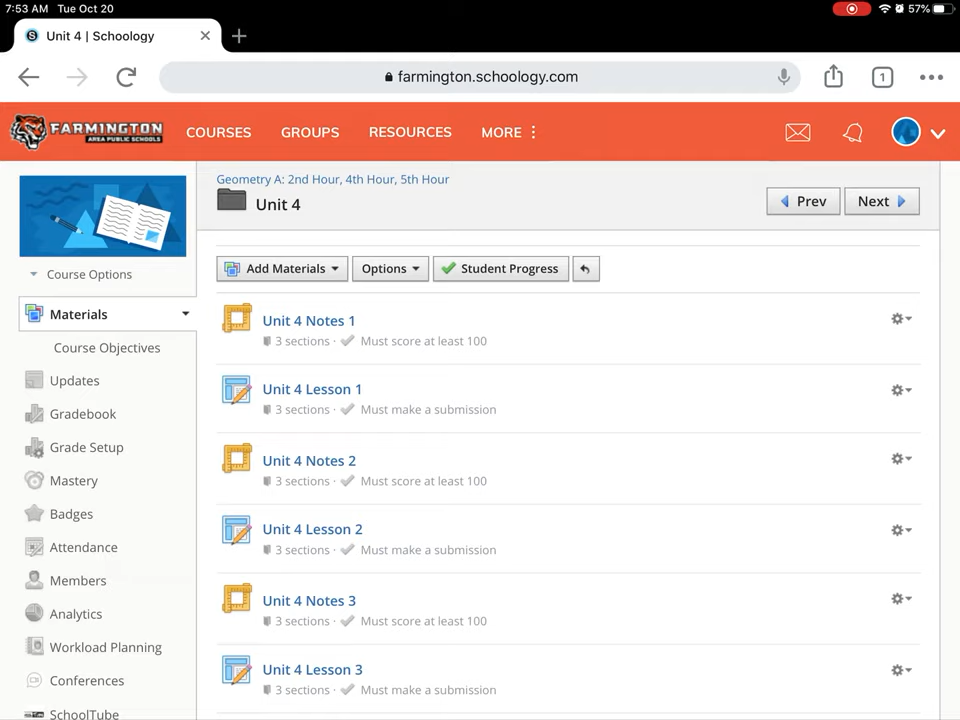 7:53 AM Tue Oct 20
57%
Unit 4 | Schoology
farmington.schoology.com
1
FARMINGTON
AREA PUBLIC SCHOOLS
COURSES GROUPS RESOURCES MORE
Geometry A: 2nd Hour, 4th Hour, 5th Hour
Unit 4
Prev Next
Course Options
Add Materials Options Student Progress
Materials
Course Objectives
Updates
Gradebook
Grade Setup
Mastery
Badges
Attendance
Members
Analytics
Workload Planning
Conferences
SchoolTube
Unit 4 Notes 1
3 sections · Must score at least 100
Unit 4 Lesson 1
3 sections · Must make a submission
Unit 4 Notes 2
3 sections · Must score at least 100
Unit 4 Lesson 2
3 sections · Must make a submission
Unit 4 Notes 3
3 sections · Must score at least 100
Unit 4 Lesson 3
3 sections · Must make a submission